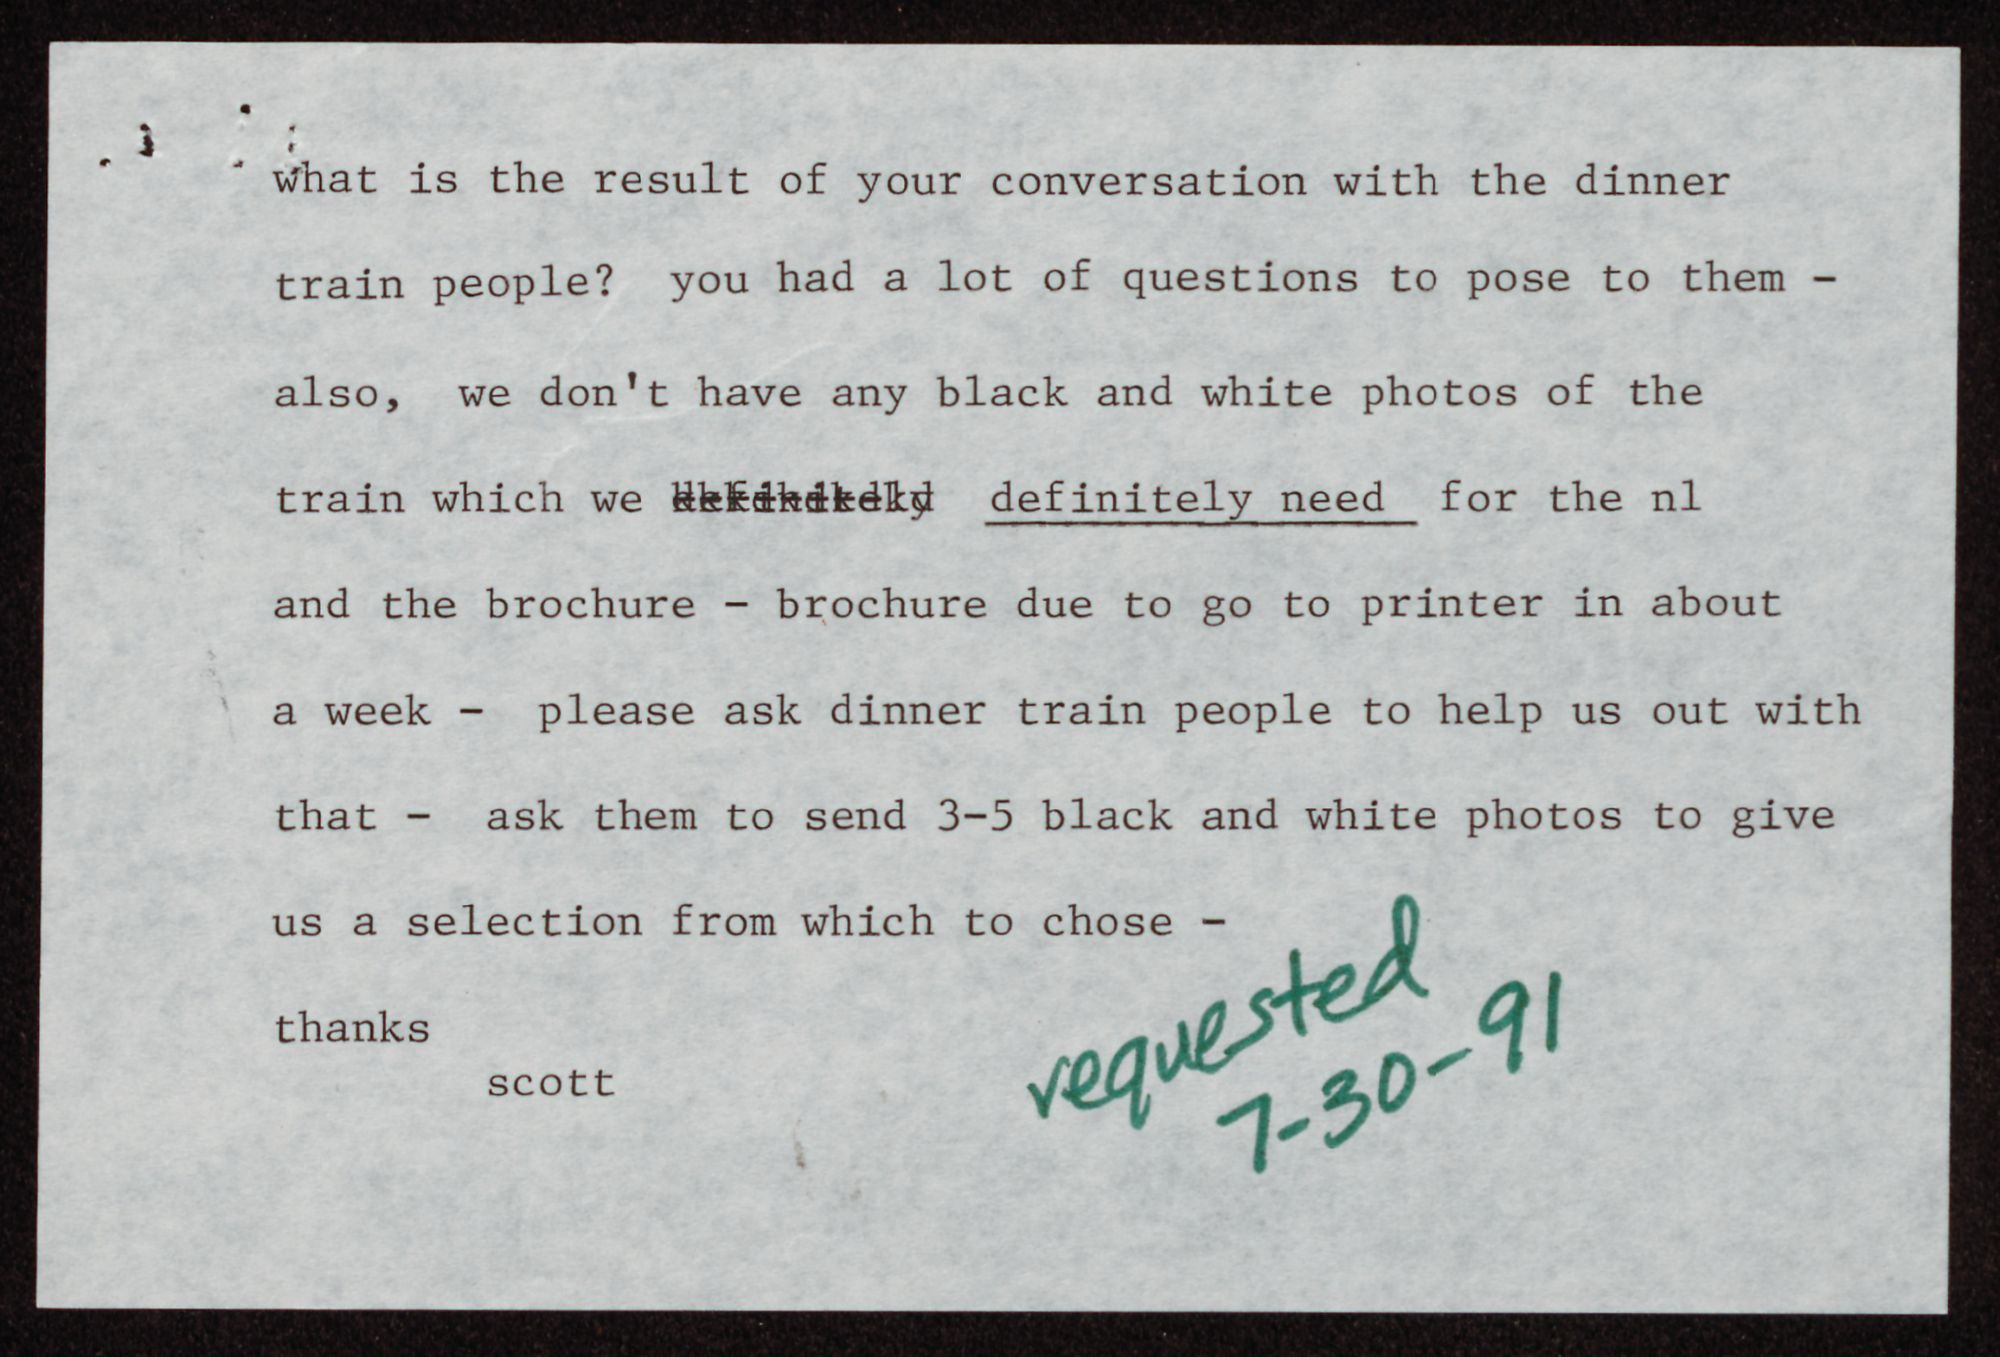 what is the result of your conversation with the dinner
train people?  you had a lot of questions to pose to them -
also,  we don't have any black and white photos of the
train which we definitely need for the nl
and the brochure - brochure due to go to printer in about
a week -  please ask dinner train people to help us out with
that -  ask them to send 3-5 black and white photos to give
us a selection from which to chose -
thanks
scott
requested
7-30-91